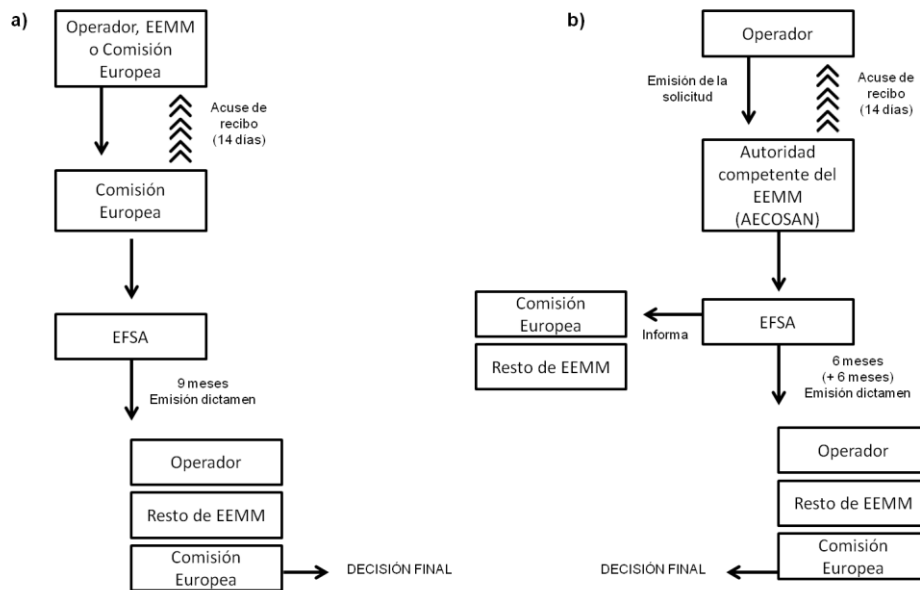 a)
Operador, EEMM
o Comisión
Europea
Acuse de
recibo
(14 días)
Comisión
Europea
EFSA
9 meses
Emisión dictamen
Operador
Resto de EEMM
Comisión
Europea
DECISIÓN FINAL
b)
Operador
Emisión de la
solicitud
Acuse de
recibo
(14 días)
Autoridad
competente del
EEMM
(AECOSAN)
EFSA
Informa
Comisión
Europea
Resto de EEMM
6 meses
(+ 6 meses)
Emisión dictamen
Operador
Resto de EEMM
Comisión
Europea
DECISIÓN FINAL